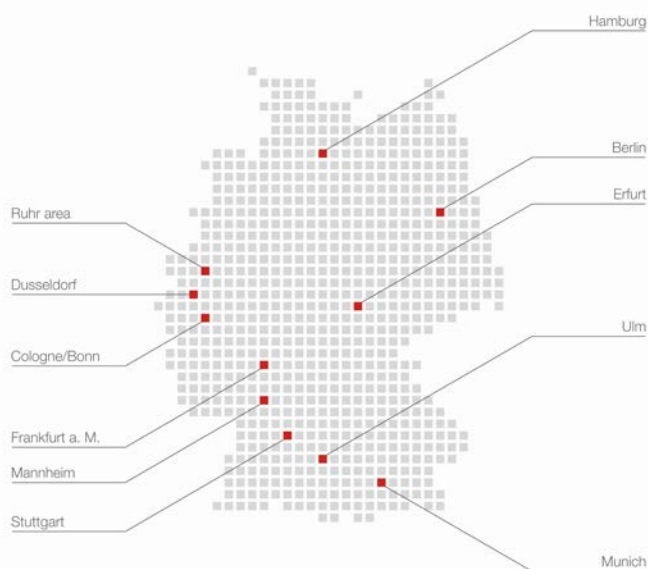 Hamburg
Berlin
Erfurt
Ruhr area
Dusseldorf
Ulm
Cologne/Bonn
Frankfurt a. M.
Mannheim
Stuttgart
Munich